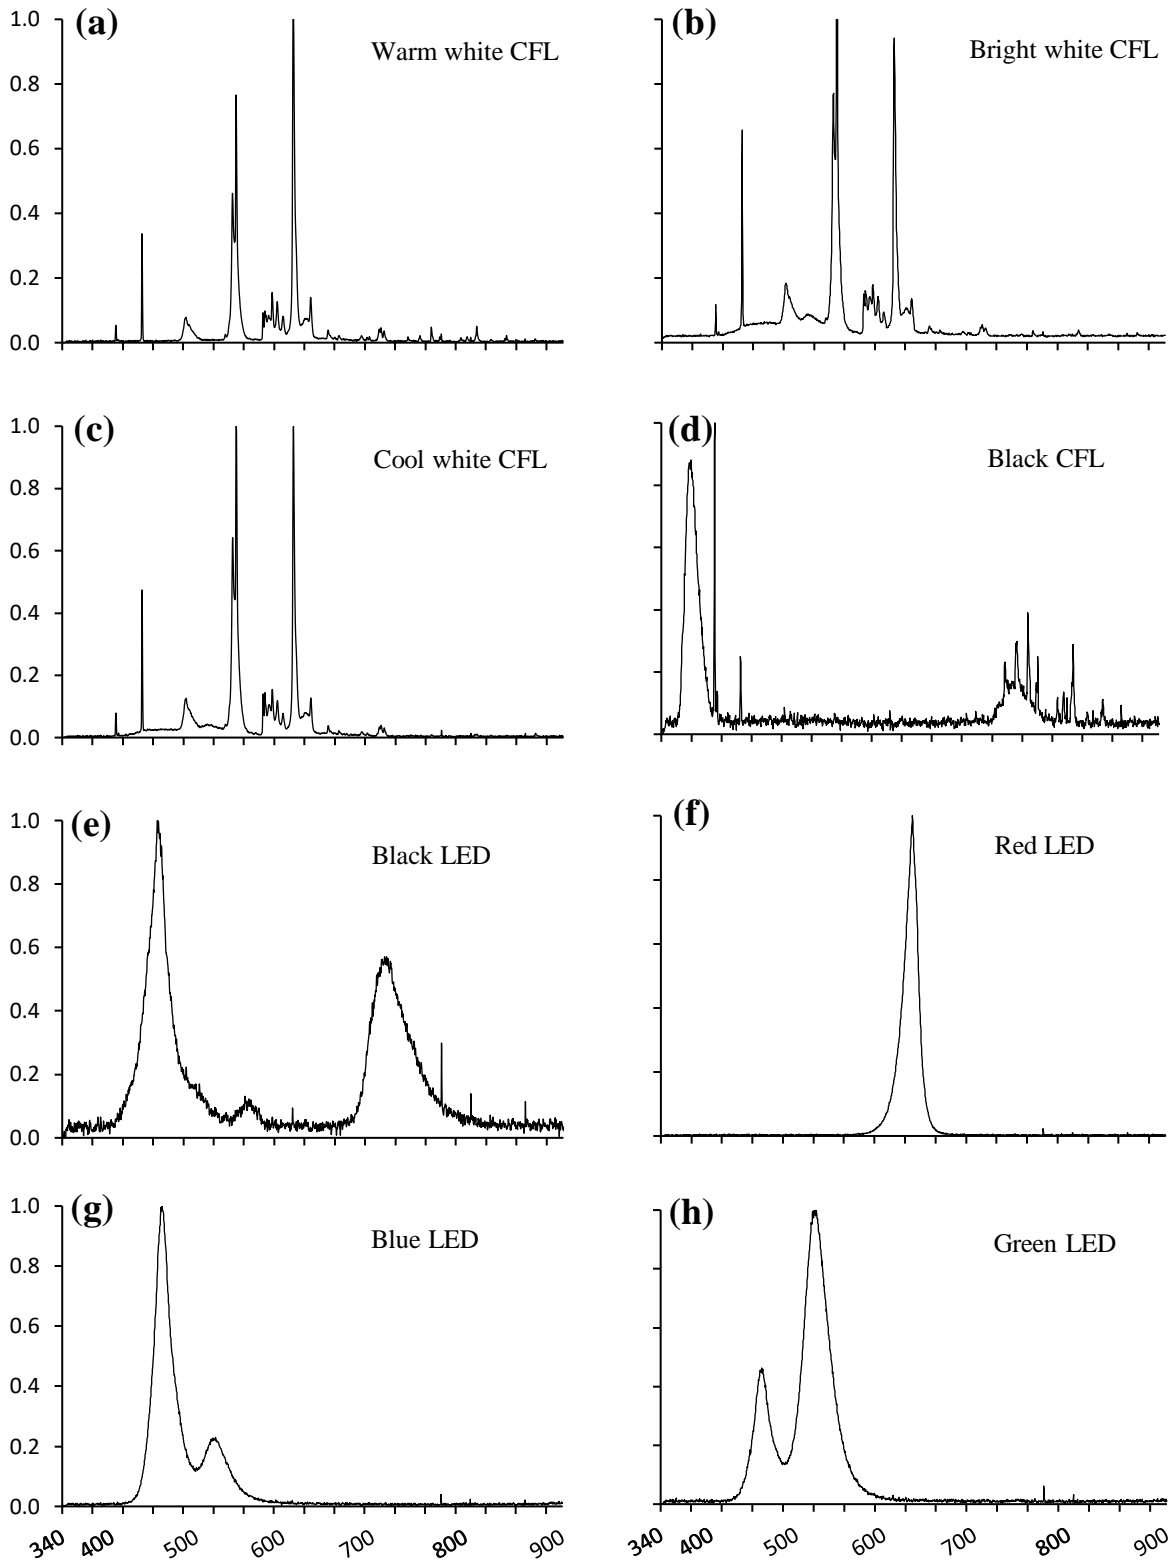 (a)
Warm white CFL
1.0
0.8
0.6
0.4
0.2
0.0
(b)
Bright white CFL
(c)
Cool white CFL
1.0
0.8
0.6
0.4
0.2
0.0
(d)
Black CFL
(e)
Black LED
1.0
0.8
0.6
0.4
0.2
0.0
(f)
Red LED
(g)
Blue LED
1.0
0.8
0.6
0.4
0.2
0.0
340 400 500 600 700 800 900
(h)
Green LED
340 400 500 600 700 800 900